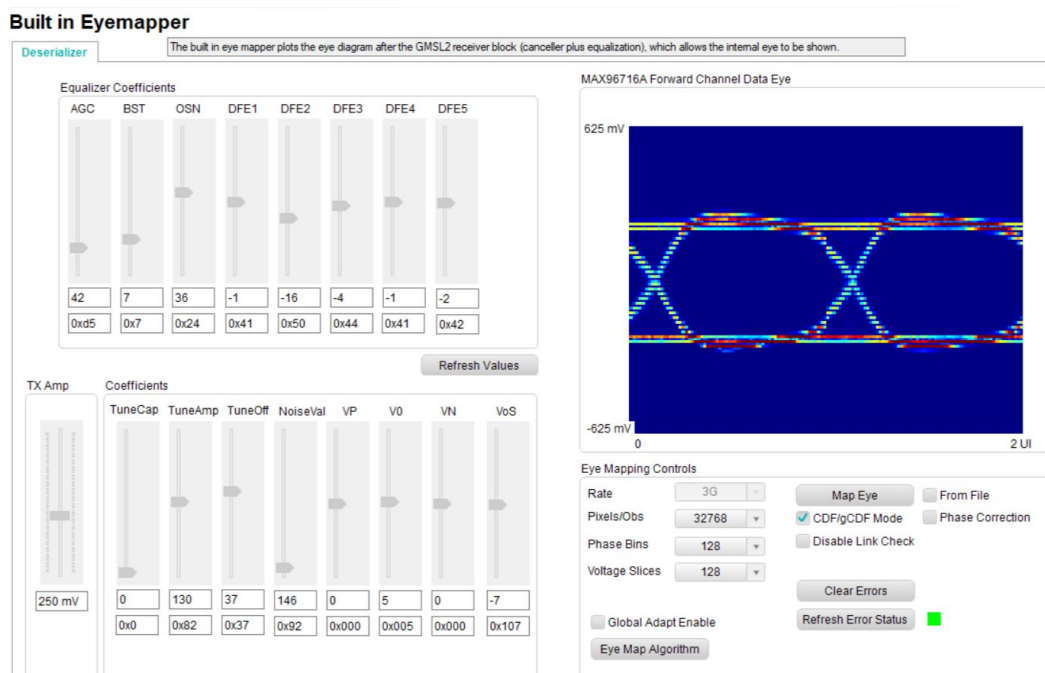 Built in Eyemapper
Deserializer
The built in eye mapper plots the eye diagram after the GMSL2 receiver block (canceller plus equalization), which allows the internal eye to be shown.
Equalizer Coefficients
AGC BST OSN DFE1 DFE2 DFE3 DFE4 DFE5
42 7 36 -1 -16 -4 -1 -2
0xd5 0x7 0x24 0x41 0x50 0x44 0x41 0x42
Refresh Values
TX Amp
250 mV
Coefficients
TuneCap TuneAmp TuneOff NoiseVal VP V0 VN VoS
0 130 37 146 0 5 0 -7
0x0 0x82 0x37 0x92 0x000 0x005 0x000 0x107
MAX96716A Forward Channel Data Eye
625 mV
-625 mV
0 2 UI
Eye Mapping Controls
Rate 3G Map Eye From File
Pixels/Obs 32768 CDF/gCDF Mode Phase Correction
Phase Bins 128 Disable Link Check
Voltage Slices 128
Clear Errors
Global Adapt Enable Refresh Error Status
Eye Map Algorithm